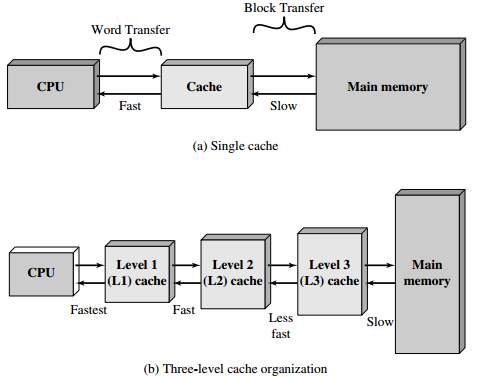 Block Transfer
Word Transfer
CPU
Cache
Main memory
Fast
Slow
(a) Single cache
CPU
Level 1
(L1) cache
Level 2
(L2) cache
Level 3
(L3) cache
Main
memory
Fastest
Fast
Less
fast
Slow
(b) Three-level cache organization